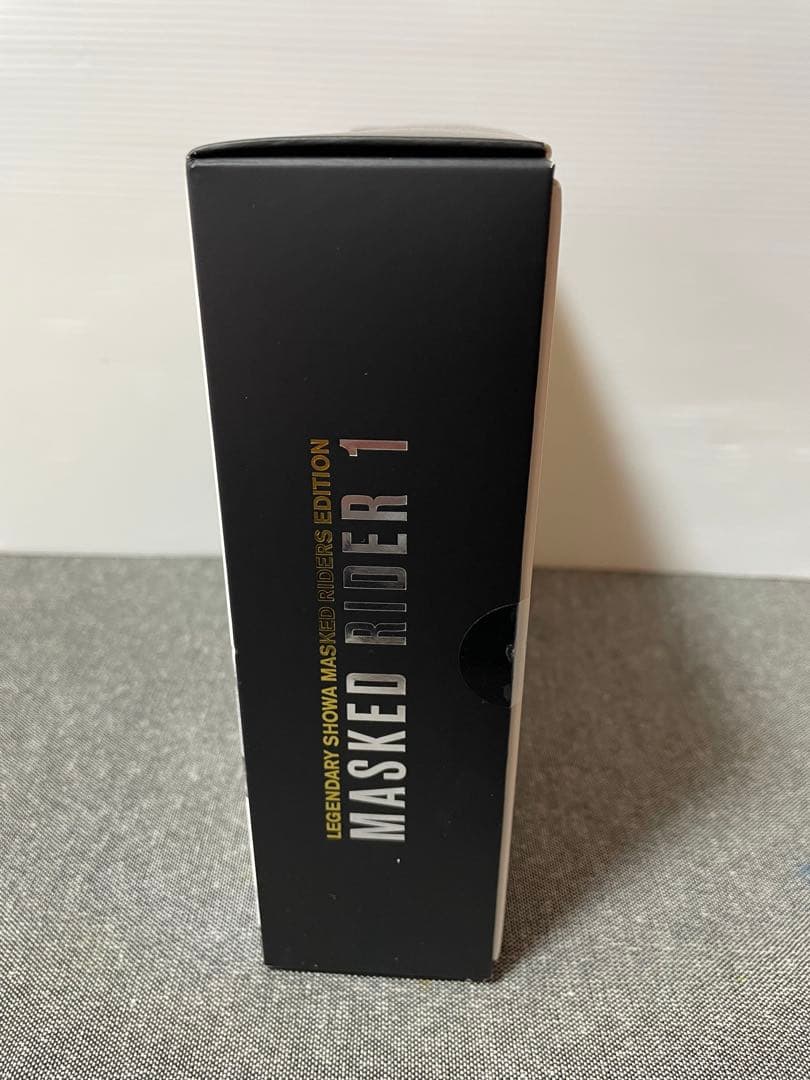 LEGENDARY SHOWA MASKED RIDERS EDITION
MASKED RIDER 1